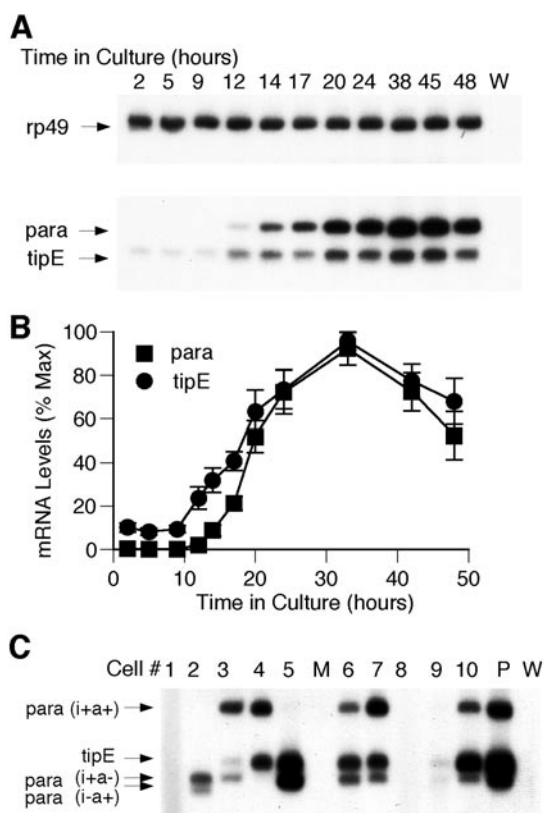 A
Time in Culture (hours)
2 5 9 12 14 17 20 24 38 45 48 W
rp49
para
tipE
B
100
80
60
40
20
0
mRNA Levels (% Max)
para
tipE
0 10 20 30 40 50
Time in Culture (hours)
C
Cell # 1 2 3 4 5 M 6 7 8 9 10 P W
para (i+a+)
tipE
para (i+a-)
para (i-a+)